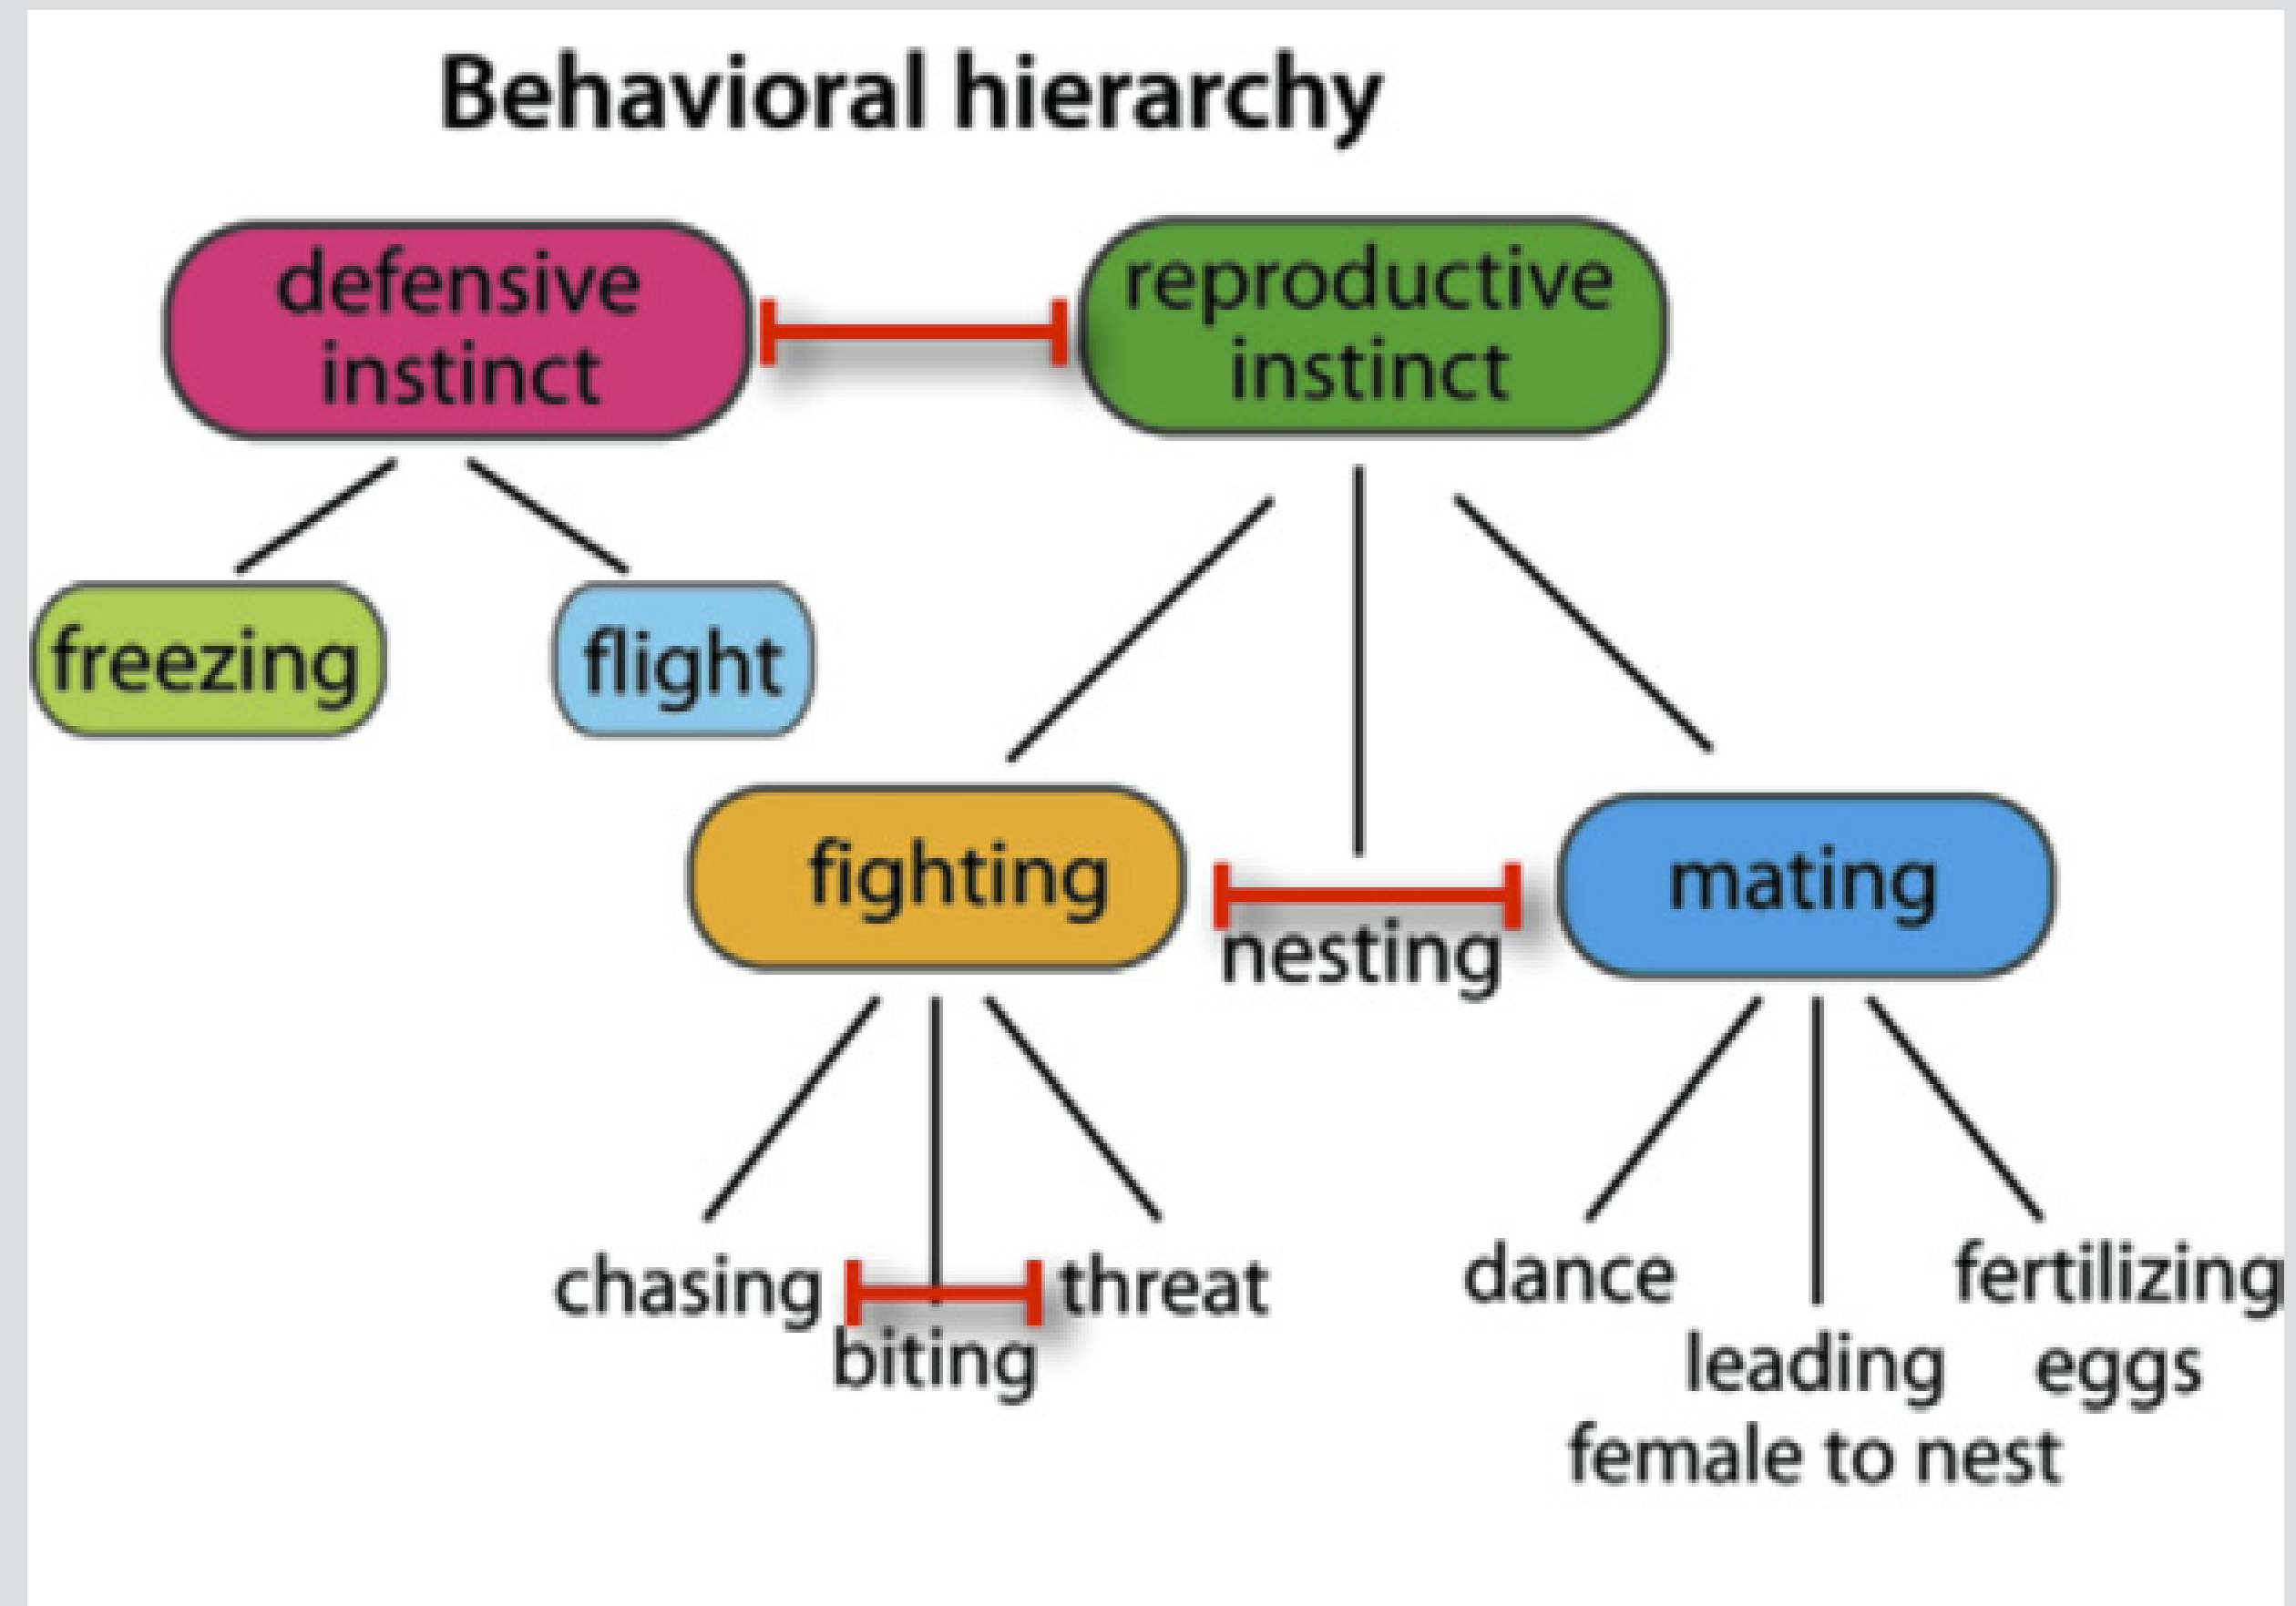 Behavioral hierarchy
defensive
instinct
reproductive
instinct
freezing
flight
fighting
nesting
mating
chasing
biting
threat
dance
leading
female to nest
fertilizing
eggs